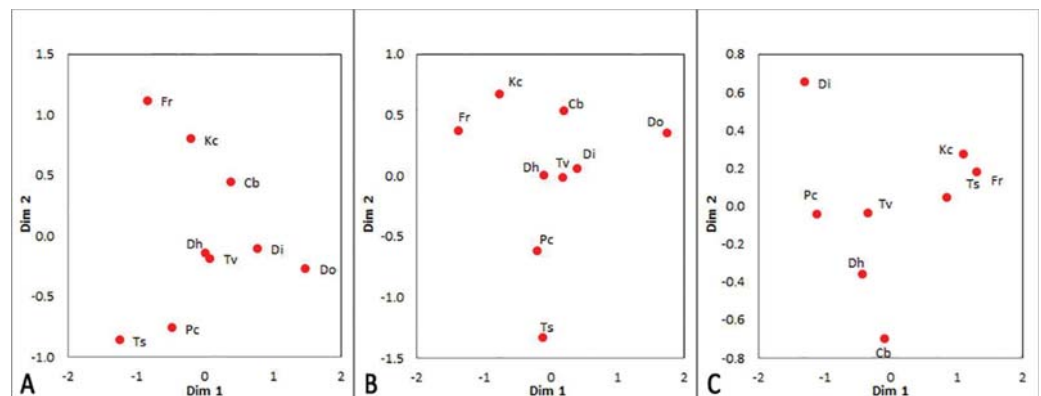 1.5
1.0
0.5
0.0
-0.5
-1.0
Dim 2
Fr
Kc
Cb
Dh
Tv
Di
Do
Pc
Ts
-2 -1 0 1 2
Dim 1
A
1.0
0.5
0.0
-0.5
-1.0
-1.5
Dim 2
Kc
Fr
Cb
Do
Di
Dh
Tv
Pc
Ts
-2 -1 0 1 2
Dim 1
B
0.8
0.6
0.4
0.2
0.0
-0.2
-0.4
-0.6
-0.8
Dim 2
Di
Kc
Fr
Ts
Pc
Tv
Dh
Cb
-2 -1 0 1 2
Dim 1
C